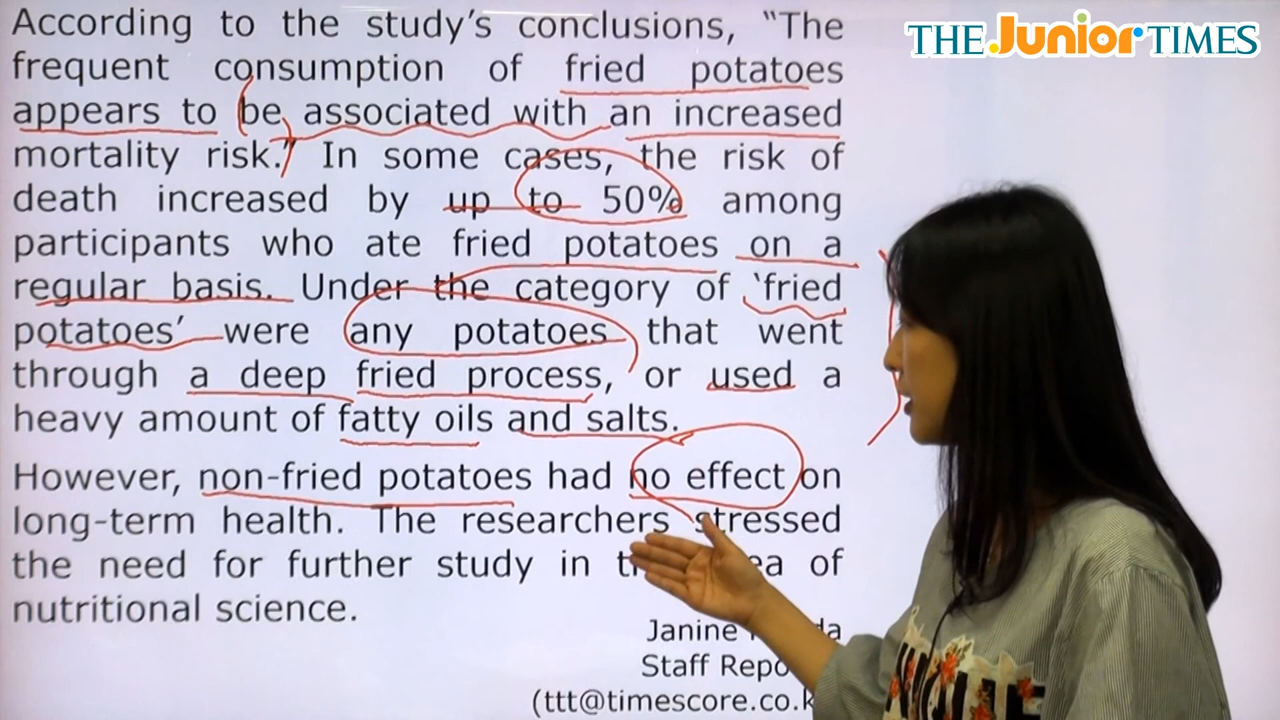 THE Junior TIMES
According to the study's conclusions, "The
frequent consumption of fried potatoes
appears to be associated with an increased
mortality risk." In some cases, the risk of
death increased by up to 50% among
participants who ate fried potatoes on a
regular basis. Under the category of 'fried
potatoes' were any potatoes that went
through a deep fried process, or used a
heavy amount of fatty oils and salts.
However, non-fried potatoes had no effect on
long-term health. The researchers stressed
the need for further study in of
nutritional science.
Janine
Staff
(ttt@timescore.co.k